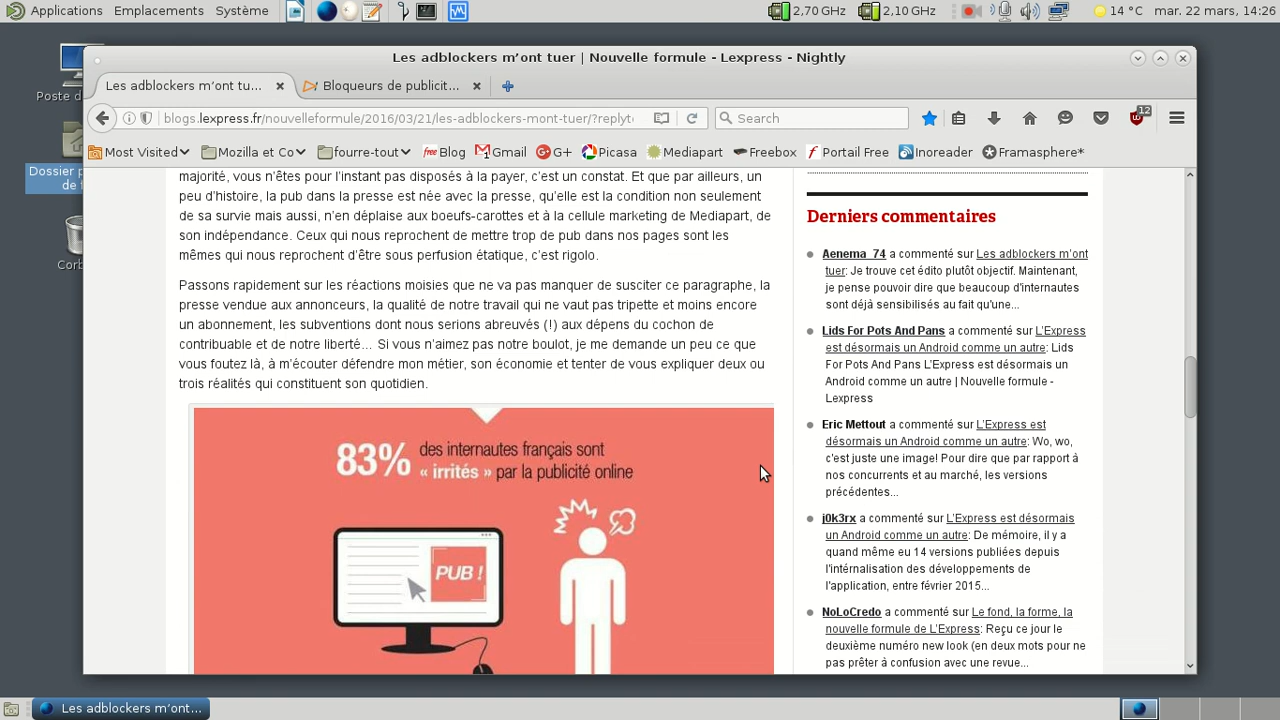 Applications Emplacements Système 2,70 GHz 2,10 GHz 14 °C mar. 22 mars, 14:26
Poste d
Dossier p
de f
Corb
Les adblockers m’ont tuer | Nouvelle formule - Lexpress - Nightly
Les adblockers m’ont tu... Bloqueurs de publicit...
blogs.lexpress.fr/nouvelleformule/2016/03/21/les-adblockers-mont-tuer/?replyto Search 12
Most Visited Mozilla et Co fourre-tout free Blog Gmail G+ Picasa Mediapart Freebox Portail Free Inoreader Framasphere*
majorité, vous n’êtes pour l’instant pas disposés à la payer, c’est un constat. Et que par ailleurs, un
peu d’histoire, la pub dans la presse est née avec la presse, qu’elle est la condition non seulement
de sa survie mais aussi, n’en déplaise aux boeufs-carottes et à la cellule marketing de Mediapart, de
son indépendance. Ceux qui nous reprochent de mettre trop de pub dans nos pages sont les
mêmes qui nous reprochent d’être sous perfusion étatique, c’est rigolo.
Passons rapidement sur les réactions moisies que ne va pas manquer de susciter ce paragraphe, la
presse vendue aux annonceurs, la qualité de notre travail qui ne vaut pas tripette et moins encore
un abonnement, les subventions dont nous serions abreuvés (!) aux dépens du cochon de
contribuable et de notre liberté… Si vous n’aimez pas notre boulot, je me demande un peu ce que
vous foutez là, à m’écouter défendre mon métier, son économie et tenter de vous expliquer deux ou
trois réalités qui constituent son quotidien.
83% des internautes français sont
« irrités » par la publicité online
PUB !
Derniers commentaires
Aenema_74 a commenté sur Les adblockers m’ont
tuer: Je trouve cet édito plutôt objectif. Maintenant,
je pense pouvoir dire que beaucoup d'internautes
sont déjà sensibilisés au fait qu'une...
Lids For Pots And Pans a commenté sur L’Express
est désormais un Android comme un autre: Lids
For Pots And Pans L’Express est désormais un
Android comme un autre | Nouvelle formule -
Lexpress
Eric Mettout a commenté sur L’Express est
désormais un Android comme un autre: Wo, wo,
c'est juste une image! Pour dire que par rapport à
nos concurrents et au marché, les versions
précédentes...
j0k3rx a commenté sur L’Express est désormais
un Android comme un autre: De mémoire, il y a
quand même eu 14 versions publiées depuis
l'intérnalisation des développements de
l'application, entre février 2015...
NoLoCredo a commenté sur Le fond, la forme, la
nouvelle formule de L’Express: Reçu ce jour le
deuxième numéro new look (en deux mots pour ne
pas prêter à confusion avec une revue...
Les adblockers m’ont...